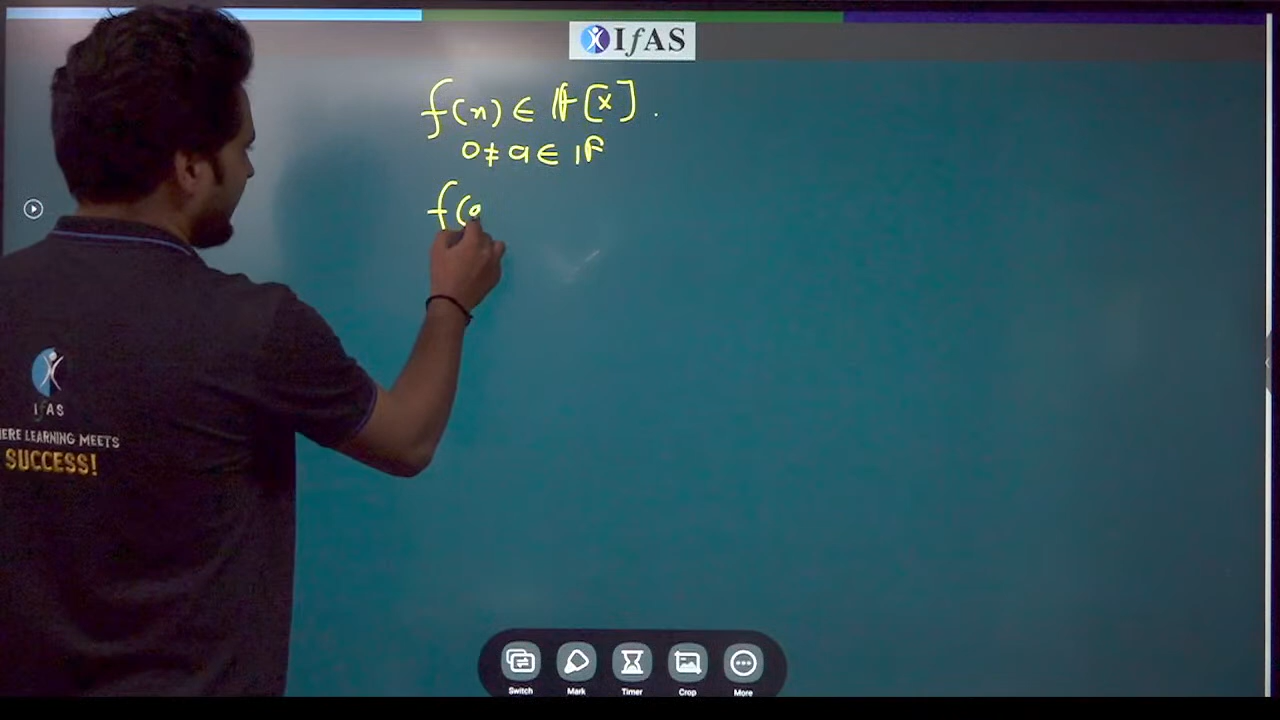 IfAS
f(x) ∈ 𝔽[x].
0 ≠ a ∈ 𝔽
f(a
IfAS
ERE LEARNING MEETS
SUCCESS!
Switch Mark Timer Crop More